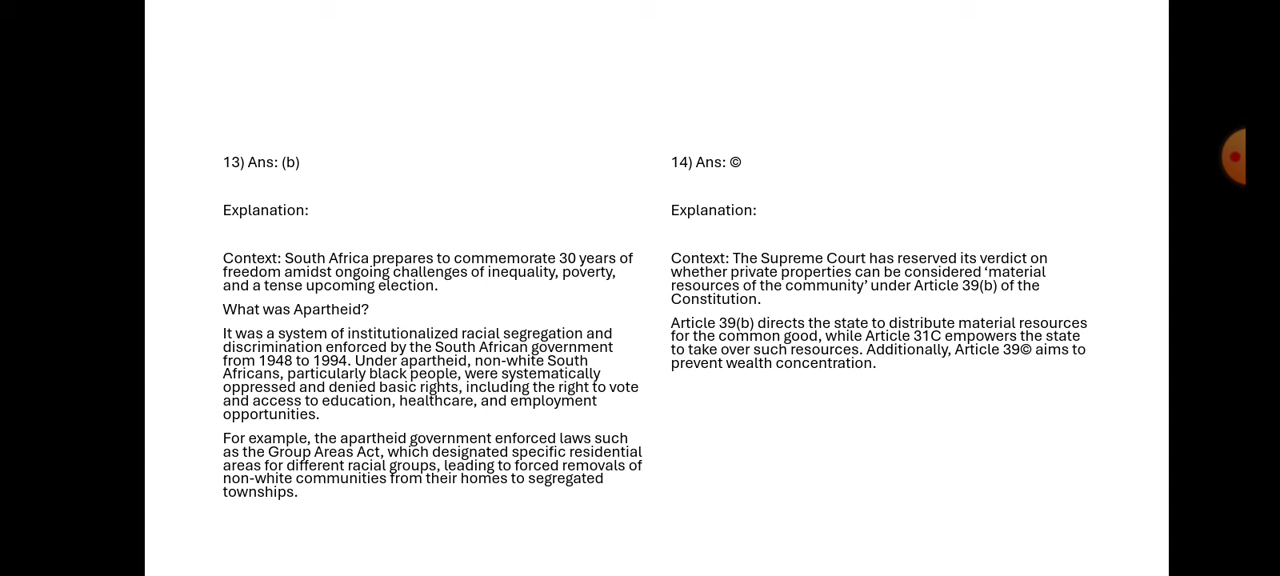 13) Ans: (b)
Explanation:
Context: South Africa prepares to commemorate 30 years of
freedom amidst ongoing challenges of inequality, poverty,
and a tense upcoming election.
What was Apartheid?
It was a system of institutionalized racial segregation and
discrimination enforced by the South African government
from 1948 to 1994. Under apartheid, non-white South
Africans, particularly black people, were systematically
oppressed and denied basic rights, including the right to vote
and access to education, healthcare, and employment
opportunities.
For example, the apartheid government enforced laws such
as the Group Areas Act, which designated specific residential
areas for different racial groups, leading to forced removals of
non-white communities from their homes to segregated
townships.
14) Ans: ©
Explanation:
Context: The Supreme Court has reserved its verdict on
whether private properties can be considered ‘material
resources of the community’ under Article 39(b) of the
Constitution.
Article 39(b) directs the state to distribute material resources
for the common good, while Article 31C empowers the state
to take over such resources. Additionally, Article 39© aims to
prevent wealth concentration.